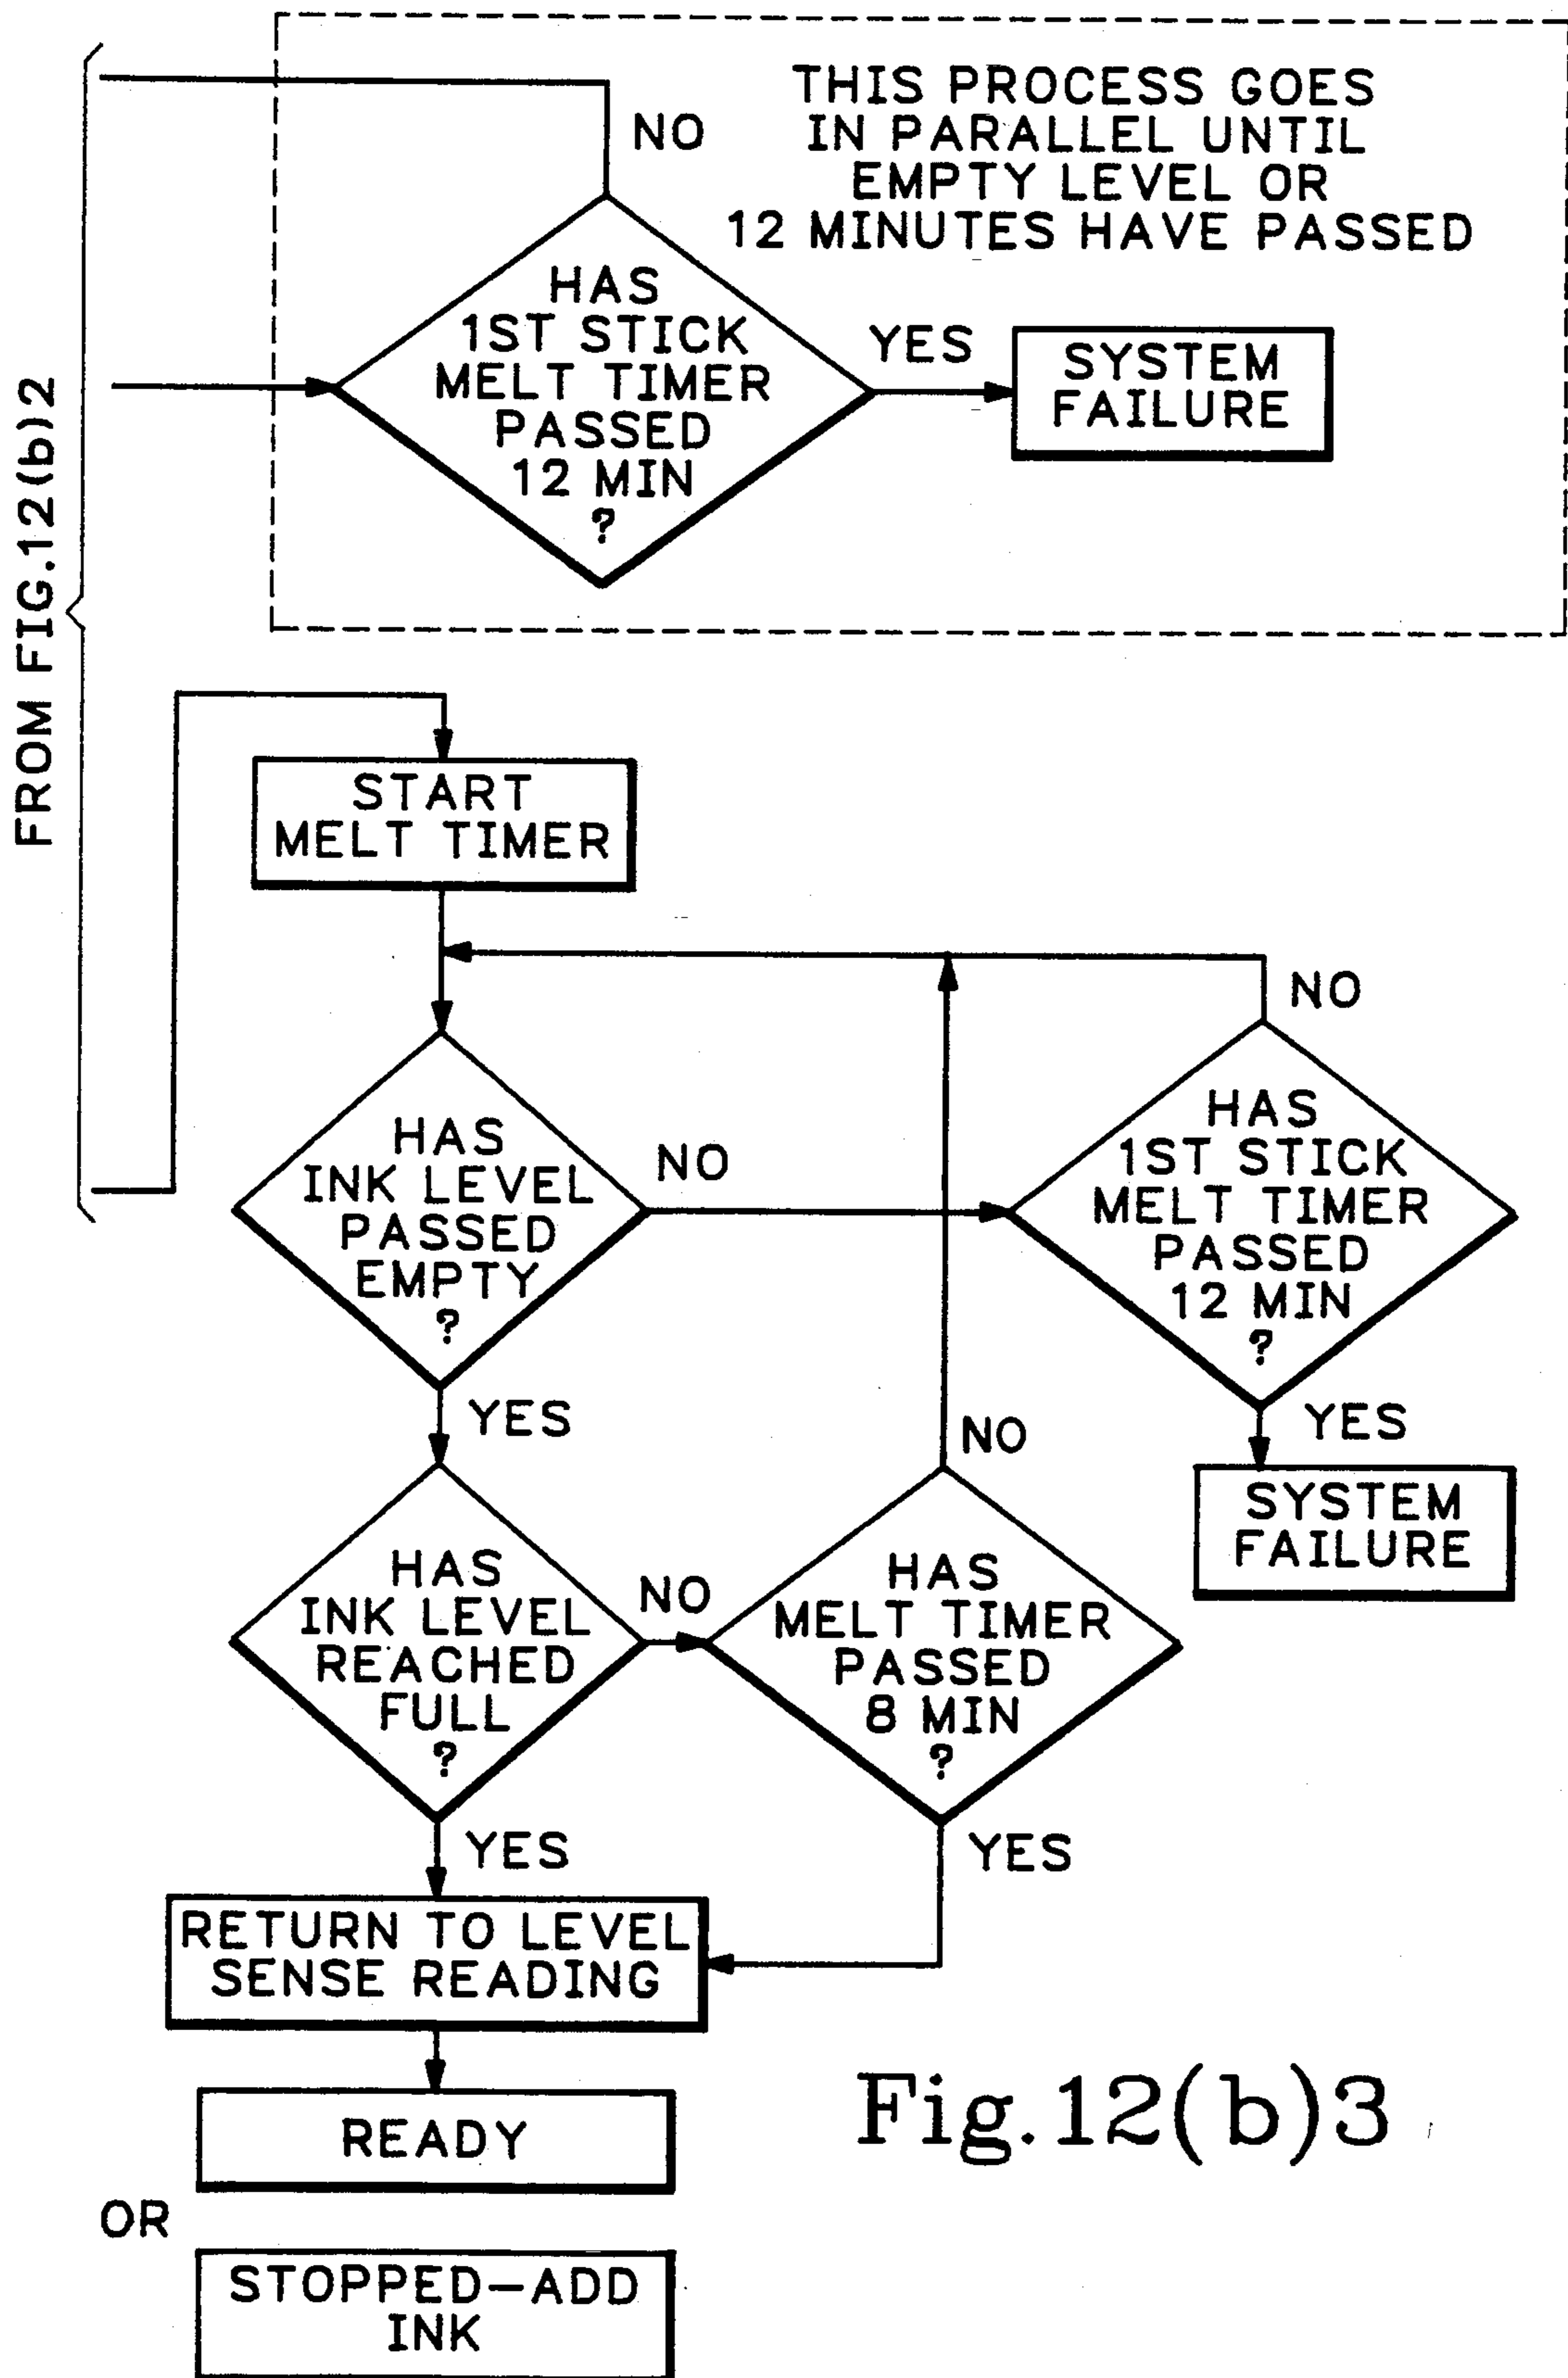 FROM FIG.12(b)2
NO
THIS PROCESS GOES
IN PARALLEL UNTIL
EMPTY LEVEL OR
12 MINUTES HAVE PASSED
HAS
1ST STICK
MELT TIMER
PASSED
12 MIN
?
YES
SYSTEM
FAILURE
START
MELT TIMER
HAS
INK LEVEL
PASSED
EMPTY
?
NO
HAS
1ST STICK
MELT TIMER
PASSED
12 MIN
?
NO
YES
SYSTEM
FAILURE
YES
HAS
INK LEVEL
REACHED
FULL
?
NO
HAS
MELT TIMER
PASSED
8 MIN
?
NO
YES
YES
RETURN TO LEVEL
SENSE READING
READY
OR
STOPPED-ADD
INK
Fig.12(b)3